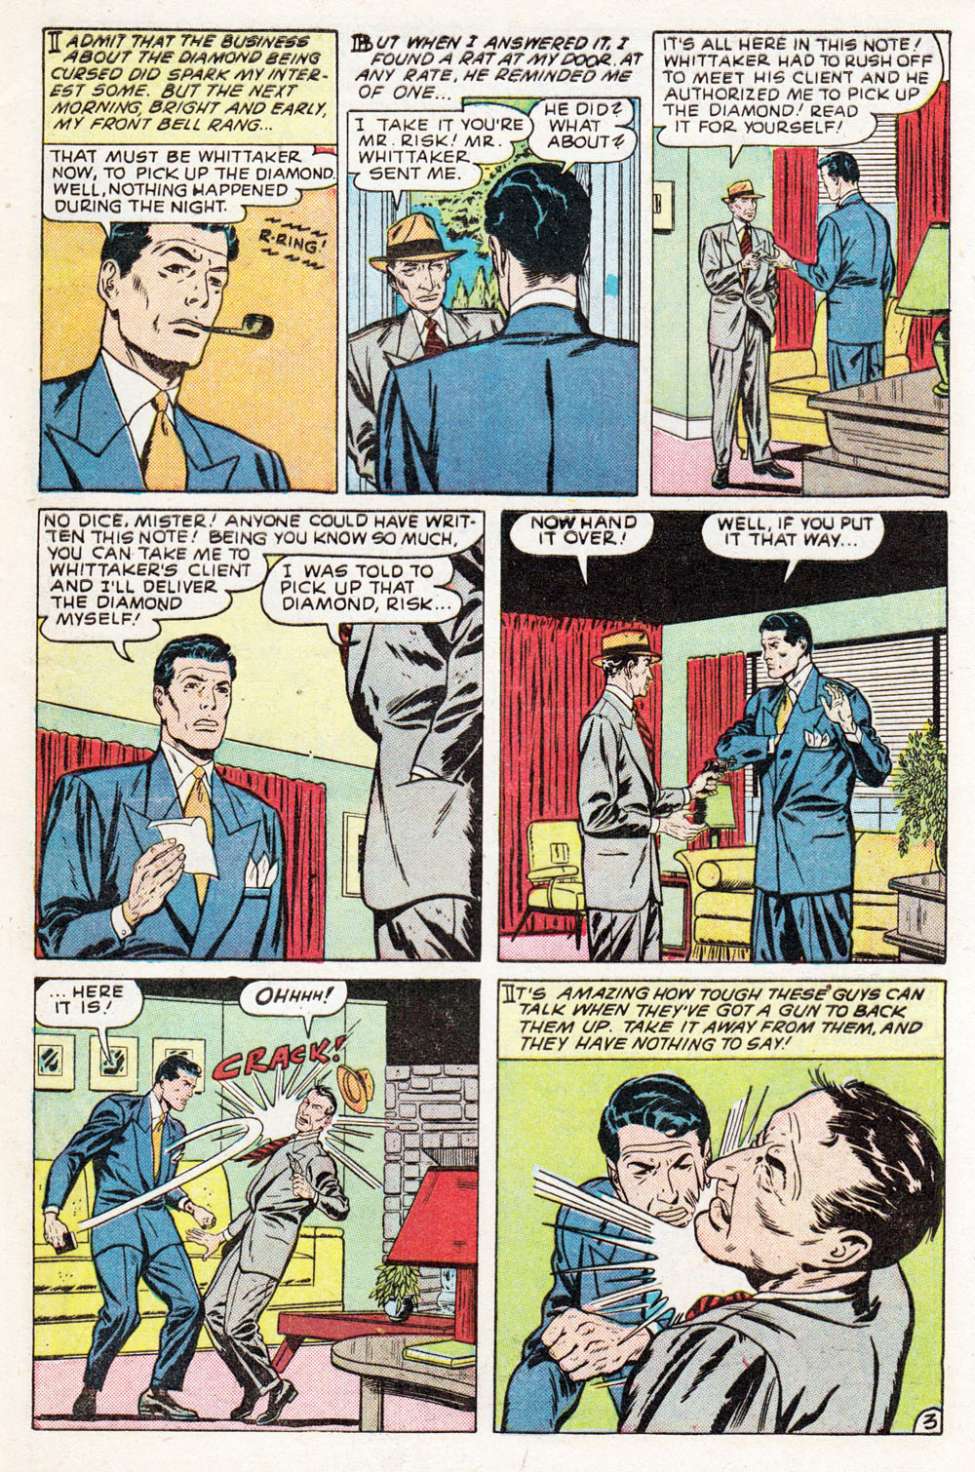 I ADMIT THAT THE BUSINESS
ABOUT THE DIAMOND BEING
CURSED DID SPARK MY INTER-
EST SOME. BUT THE NEXT
MORNING, BRIGHT AND EARLY,
MY FRONT BELL RANG...
THAT MUST BE WHITTAKER
NOW, TO PICK UP THE DIAMOND.
WELL, NOTHING HAPPENED
DURING THE NIGHT.
R-RING!
BUT WHEN I ANSWERED IT, I
FOUND A RAT AT MY DOOR. AT
ANY RATE, HE REMINDED ME
OF ONE...
I TAKE IT YOU'RE
MR. RISK! MR.
WHITTAKER
SENT ME.
HE DID?
WHAT
ABOUT?
IT'S ALL HERE IN THIS NOTE!
WHITTAKER HAD TO RUSH OFF
TO MEET HIS CLIENT AND HE
AUTHORIZED ME TO PICK UP
THE DIAMOND! READ
IT FOR YOURSELF!
NO DICE, MISTER! ANYONE COULD HAVE WRIT-
TEN THIS NOTE! BEING YOU KNOW SO MUCH,
YOU CAN TAKE ME TO
WHITTAKER'S CLIENT
AND I'LL DELIVER
THE DIAMOND
MYSELF!
I WAS TOLD TO
PICK UP THAT
DIAMOND, RISK...
NOW HAND
IT OVER!
WELL, IF YOU PUT
IT THAT WAY...
...HERE
IT IS!
OHHHH!
CRACK!
IT'S AMAZING HOW TOUGH THESE GUYS CAN
TALK WHEN THEY'VE GOT A GUN TO BACK
THEM UP. TAKE IT AWAY FROM THEM, AND
THEY HAVE NOTHING TO SAY!
3